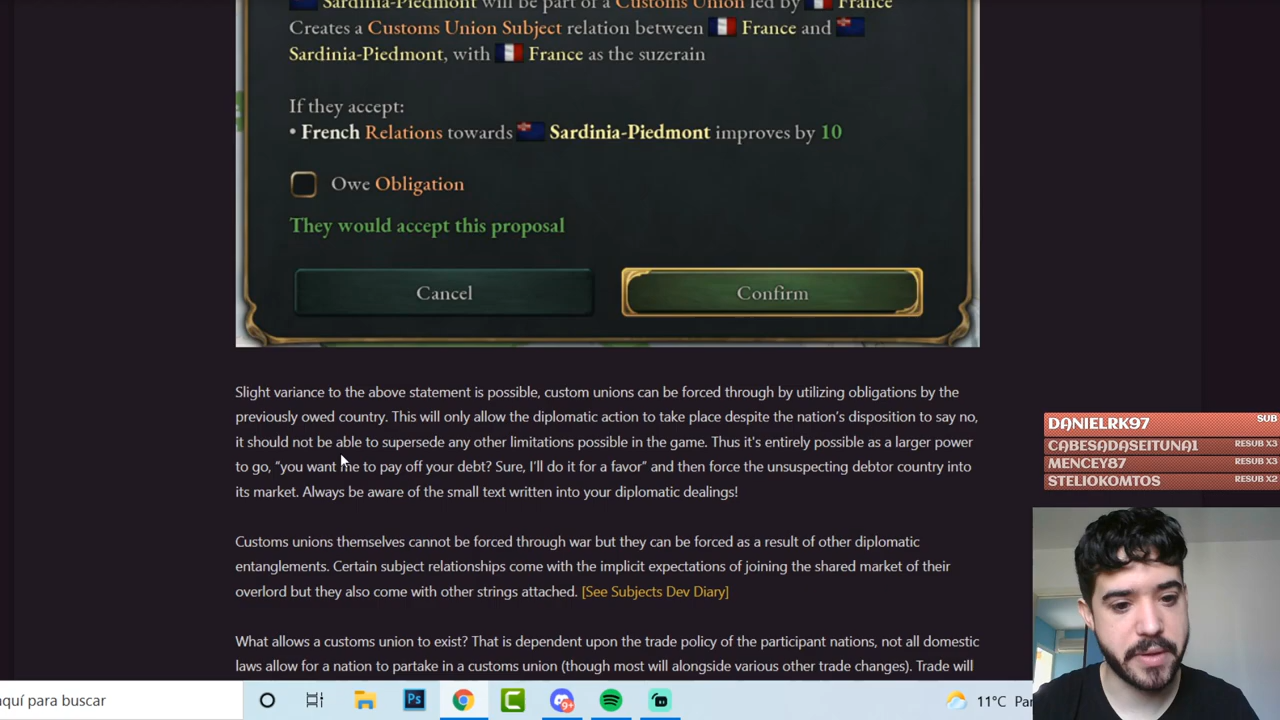 Sardinia-Piedmont will be part of a Customs Union led by France
Creates a Customs Union Subject relation between France and
Sardinia-Piedmont, with France as the suzerain
If they accept:
• French Relations towards Sardinia-Piedmont improves by 10
Owe Obligation
They would accept this proposal
Cancel
Confirm
Slight variance to the above statement is possible, custom unions can be forced through by utilizing obligations by the
previously owed country. This will only allow the diplomatic action to take place despite the nation's disposition to say no,
it should not be able to supersede any other limitations possible in the game. Thus it's entirely possible as a larger power
to go, “you want me to pay off your debt? Sure, I'll do it for a favor” and then force the unsuspecting debtor country into
its market. Always be aware of the small text written into your diplomatic dealings!
Customs unions themselves cannot be forced through war but they can be forced as a result of other diplomatic
entanglements. Certain subject relationships come with the implicit expectations of joining the shared market of their
overlord but they also come with other strings attached. [See Subjects Dev Diary]
What allows a customs union to exist? That is dependent upon the trade policy of the participant nations, not all domestic
laws allow for a nation to partake in a customs union (though most will alongside various other trade changes). Trade will
DANIELRK97 SUB
CABESADASEITUNA1 RESUB X3
MENCEY87 RESUB X3
STELIOKOMTOS RESUB X2
aquí para buscar
Ps
9+
11°C Par